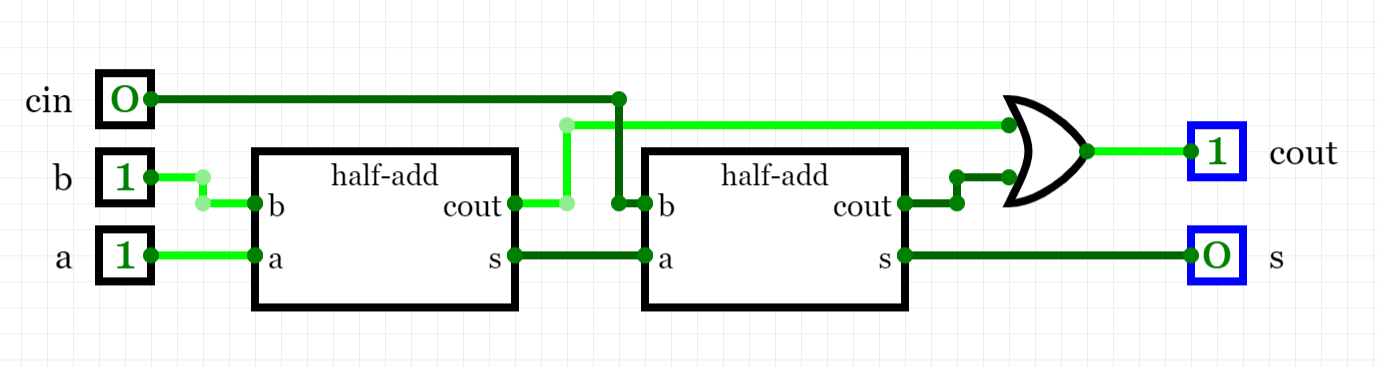 cin 0
b 1
a 1
half-add
b cout
a s
half-add
b cout
a s
1 cout
0 s